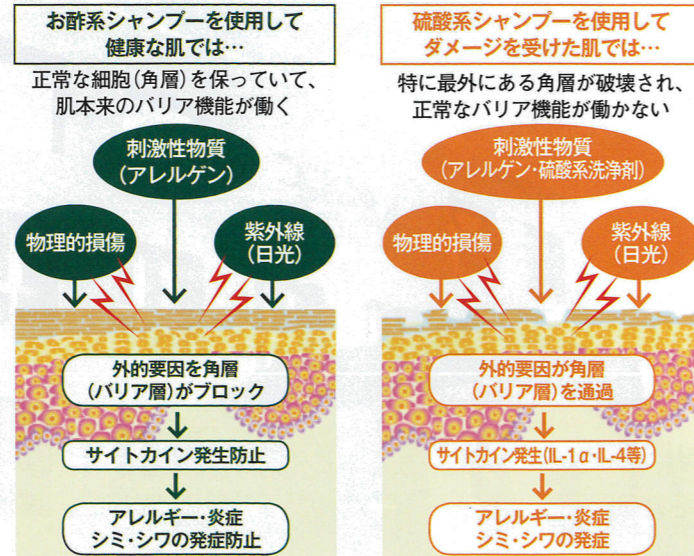 お酢系シャンプーを使用して
健康な肌では…
正常な細胞(角層)を保っていて、
肌本来のバリア機能が働く
刺激性物質
(アレルゲン)
物理的損傷
紫外線
(日光)
外的要因を角層
(バリア層)がブロック
サイトカイン発生防止
アレルギー・炎症
シミ・シワの発症防止
硫酸系シャンプーを使用して
ダメージを受けた肌では…
特に最外にある角層が破壊され、
正常なバリア機能が働かない
刺激性物質
(アレルゲン・硫酸系洗浄剤)
物理的損傷
紫外線
(日光)
外的要因が角層
(バリア層)を通過
サイトカイン発生(IL-1α・IL-4等)
アレルギー・炎症
シミ・シワの発症